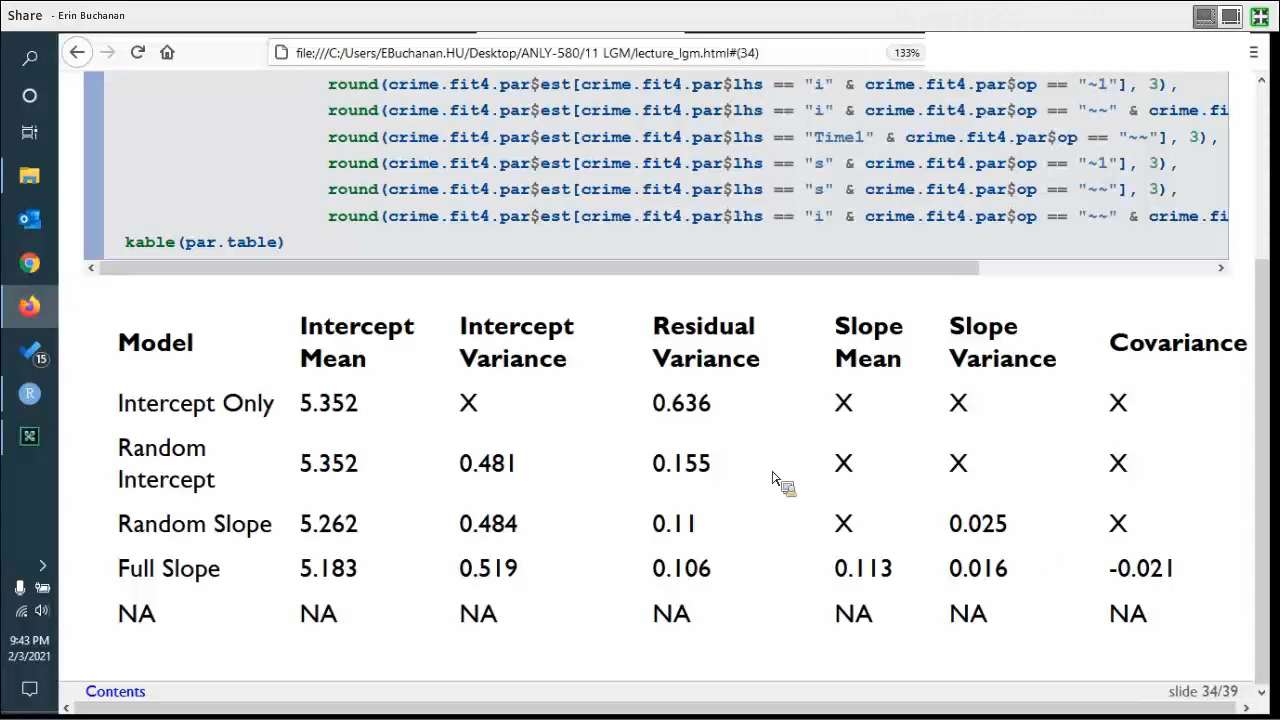 Share - Erin Buchanan
file:///C:/Users/EBuchanan.HU/Desktop/ANLY-580/11 LGM/lecture_lgm.html#(34)
133%
round(crime.fit4.par$est[crime.fit4.par$lhs == "i" & crime.fit4.par$op == "~1"], 3),
round(crime.fit4.par$est[crime.fit4.par$lhs == "i" & crime.fit4.par$op == "~~" & crime.fi
round(crime.fit4.par$est[crime.fit4.par$lhs == "Time1" & crime.fit4.par$op == "~~"], 3),
round(crime.fit4.par$est[crime.fit4.par$lhs == "s" & crime.fit4.par$op == "~1"], 3),
round(crime.fit4.par$est[crime.fit4.par$lhs == "s" & crime.fit4.par$op == "~~"], 3),
round(crime.fit4.par$est[crime.fit4.par$lhs == "i" & crime.fit4.par$op == "~~" & crime.fi
kable(par.table)
Model Intercept Mean Intercept Variance Residual Variance Slope Mean Slope Variance Covariance
Intercept Only 5.352 X 0.636 X X X
Random Intercept 5.352 0.481 0.155 X X X
Random Slope 5.262 0.484 0.11 X 0.025 X
Full Slope 5.183 0.519 0.106 0.113 0.016 -0.021
NA NA NA NA NA NA NA
15
R
9:43 PM
2/3/2021
Contents
slide 34/39